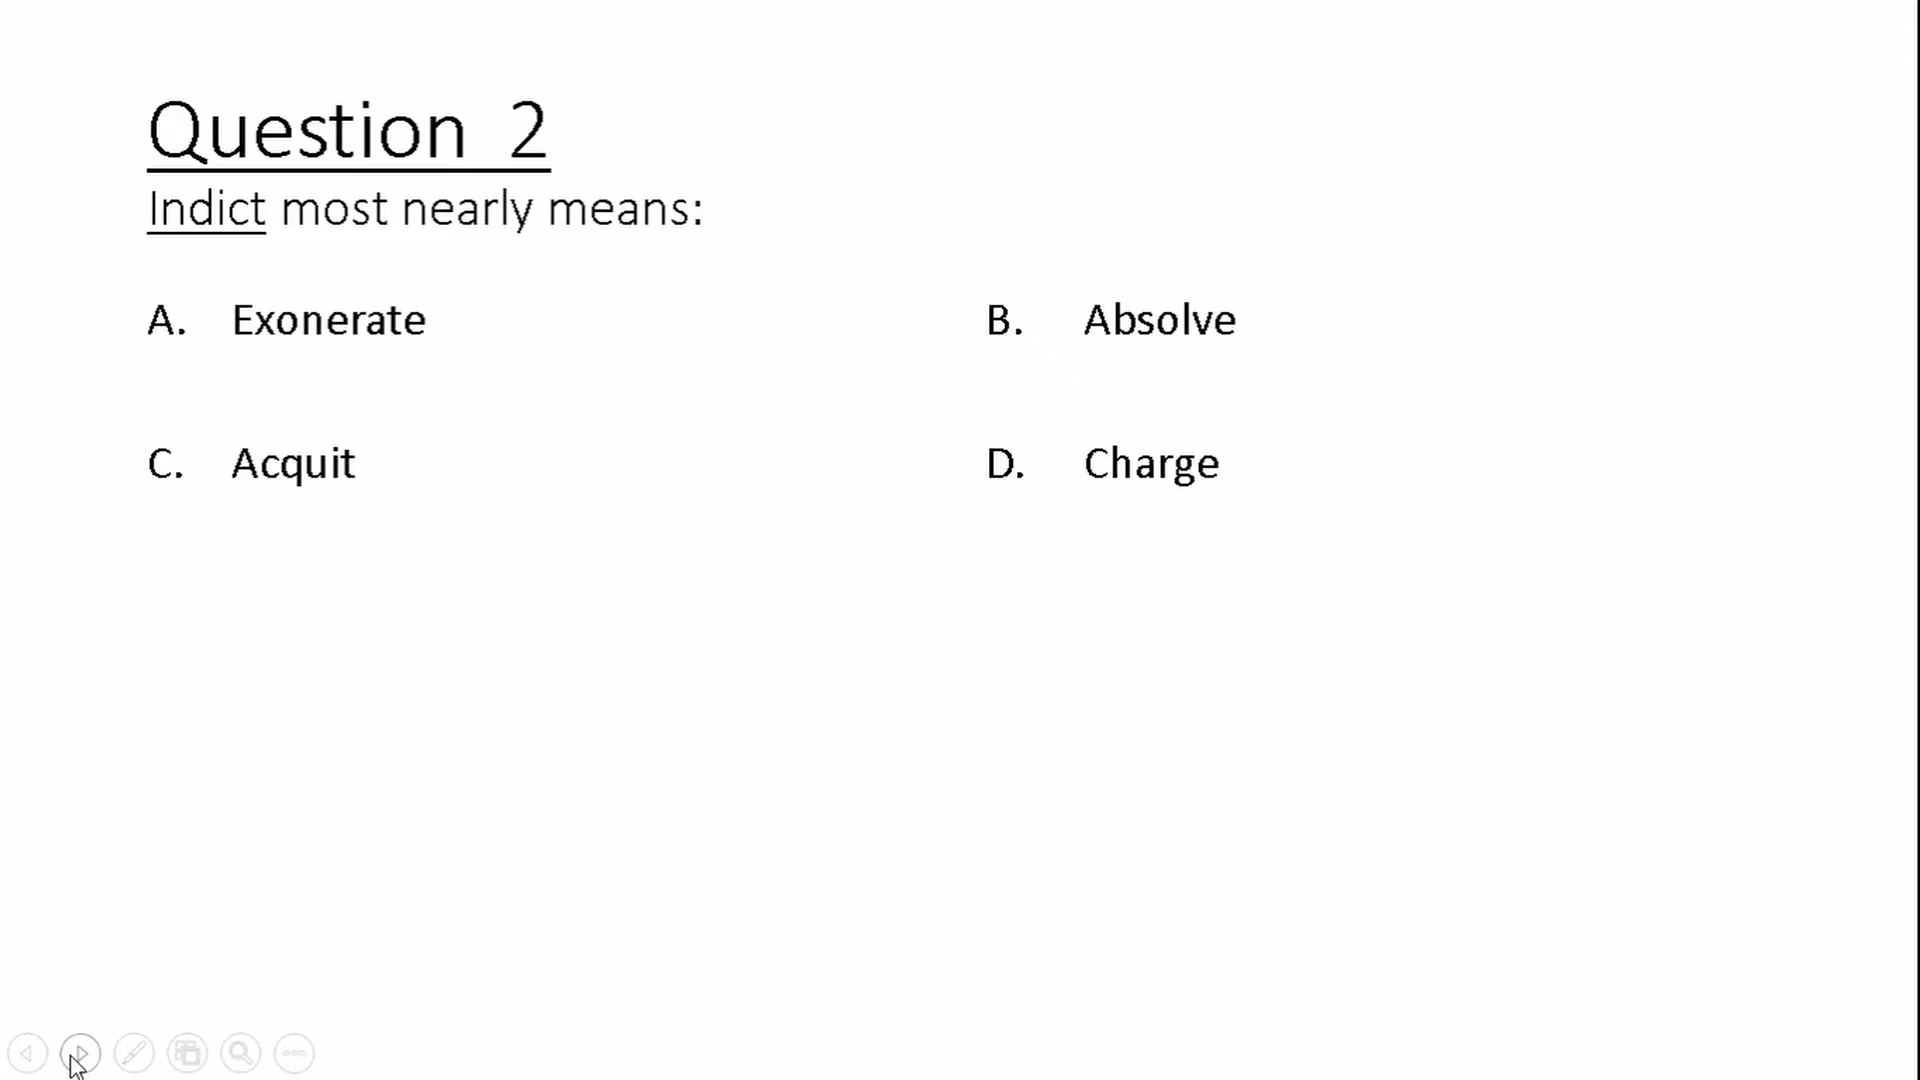 Question 2
Indict most nearly means:
A. Exonerate
B. Absolve
C. Acquit
D. Charge